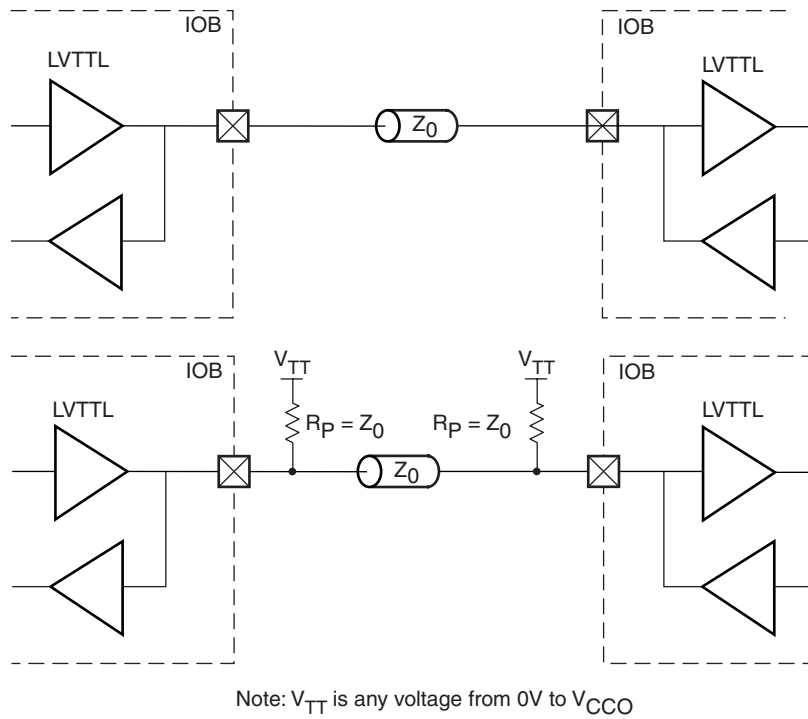 IOB
IOB
LVTTL
LVTTL
Z0
IOB
VTT
VTT
IOB
LVTTL
RP = Z0
RP = Z0
LVTTL
Z0
Note: VTT is any voltage from 0V to VCCO